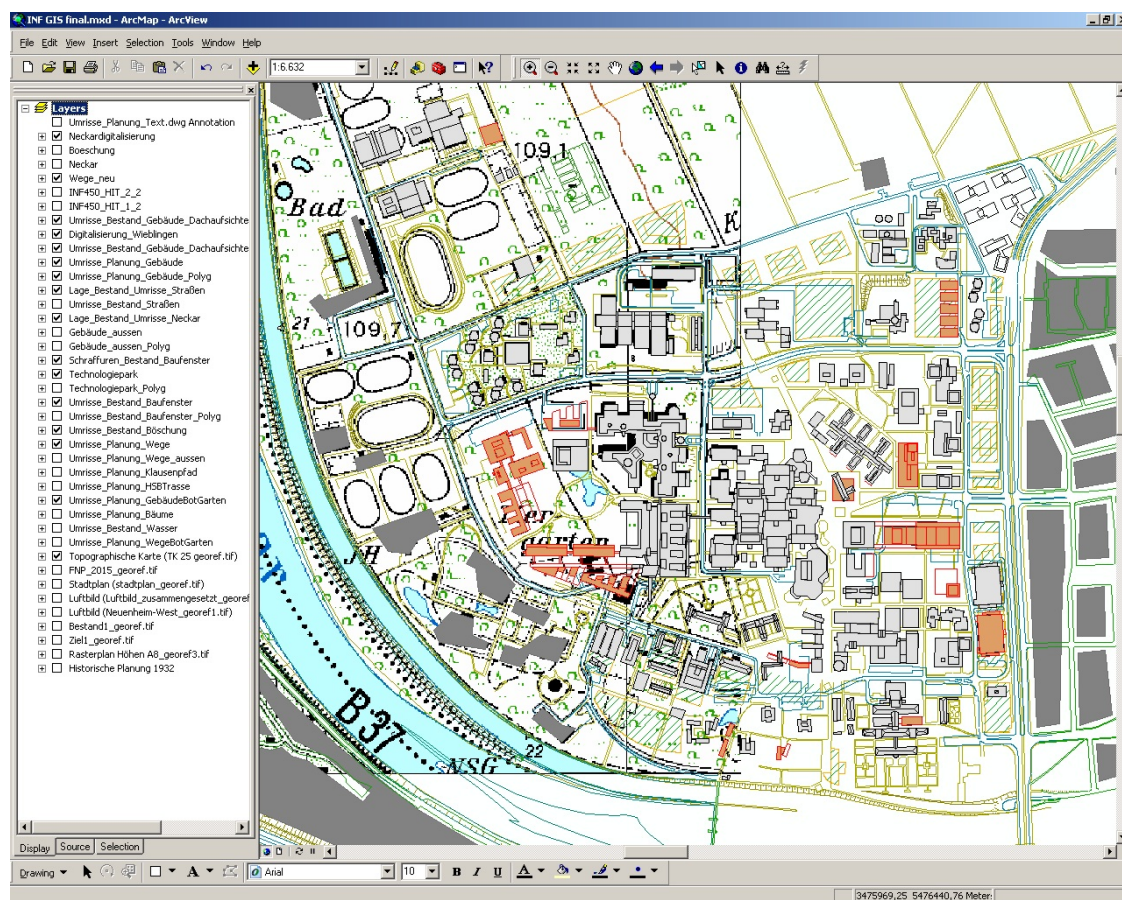 INF GIS final.mxd - ArcMap - ArcView
File Edit View Insert Selection Tools Window Help
1:6.632
Layers
Umrisse_Planung_Text.dwg Annotation
Neckardigitalisierung
Boeschung
Neckar
Wege_neu
INF450_HIT_2_2
INF450_HIT_1_2
Umrisse_Bestand_Gebäude_Dachaufsichte
Digitalisierung_Wieblingen
Umrisse_Bestand_Gebäude_Dachaufsichte
Umrisse_Planung_Gebäude
Umrisse_Planung_Gebäude_Polyg
Lage_Bestand_Umrisse_Straßen
Umrisse_Bestand_Straßen
Lage_Bestand_Umrisse_Neckar
Gebäude_aussen
Gebäude_aussen_Polyg
Schraffuren_Bestand_Baufenster
Technologiepark
Technologiepark_Polyg
Umrisse_Bestand_Baufenster
Umrisse_Bestand_Baufenster_Polyg
Umrisse_Bestand_Böschung
Umrisse_Planung_Wege
Umrisse_Planung_Wege_aussen
Umrisse_Planung_Klausenpfad
Umrisse_Planung_HSBTrasse
Umrisse_Planung_GebäudeBotGarten
Umrisse_Planung_Bäume
Umrisse_Bestand_Wasser
Umrisse_Planung_WegeBotGarten
Topographische Karte (TK 25 georef.tif)
FNP_2015_georef.tif
Stadtplan (stadtplan_georef.tif)
Luftbild (Luftbild_zusammengesetzt_georef
Luftbild (Neuenheim-West_georef1.tif)
Bestand1_georef.tif
Ziel1_georef.tif
Rasterplan Höhen A8_georef3.tif
Historische Planung 1932
Display Source Selection
109,1
Bad
K
21
109,7
garten
JH
B37
22
NSG
Drawing
Arial
10
B I U A
3475969,25 5476440,76 Meter: